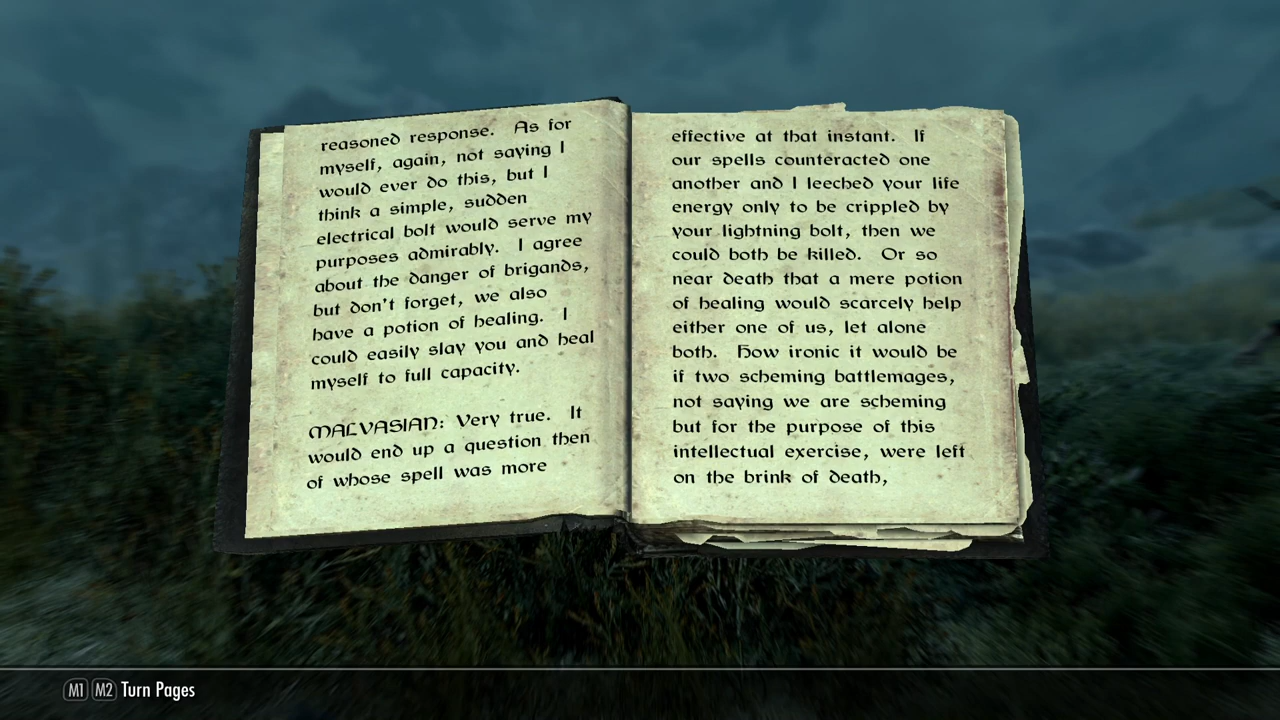 reasoned response. As for
myself, again, not saying I
would ever do this, but I
think a simple, sudden
electrical bolt would serve my
purposes admirably. I agree
about the danger of brigands,
but don't forget, we also
have a potion of healing. I
could easily slay you and heal
myself to full capacity.
MALVASIAN: Very true. It
would end up a question then
of whose spell was more
effective at that instant. If
our spells counteracted one
another and I leeched your life
energy only to be crippled by
your lightning bolt, then we
could both be killed. Or so
near death that a mere potion
of healing would scarcely help
either one of us, let alone
both. How ironic it would be
if two scheming battlemages,
not saying we are scheming
but for the purpose of this
intellectual exercise, were left
on the brink of death,
M1 M2 Turn Pages